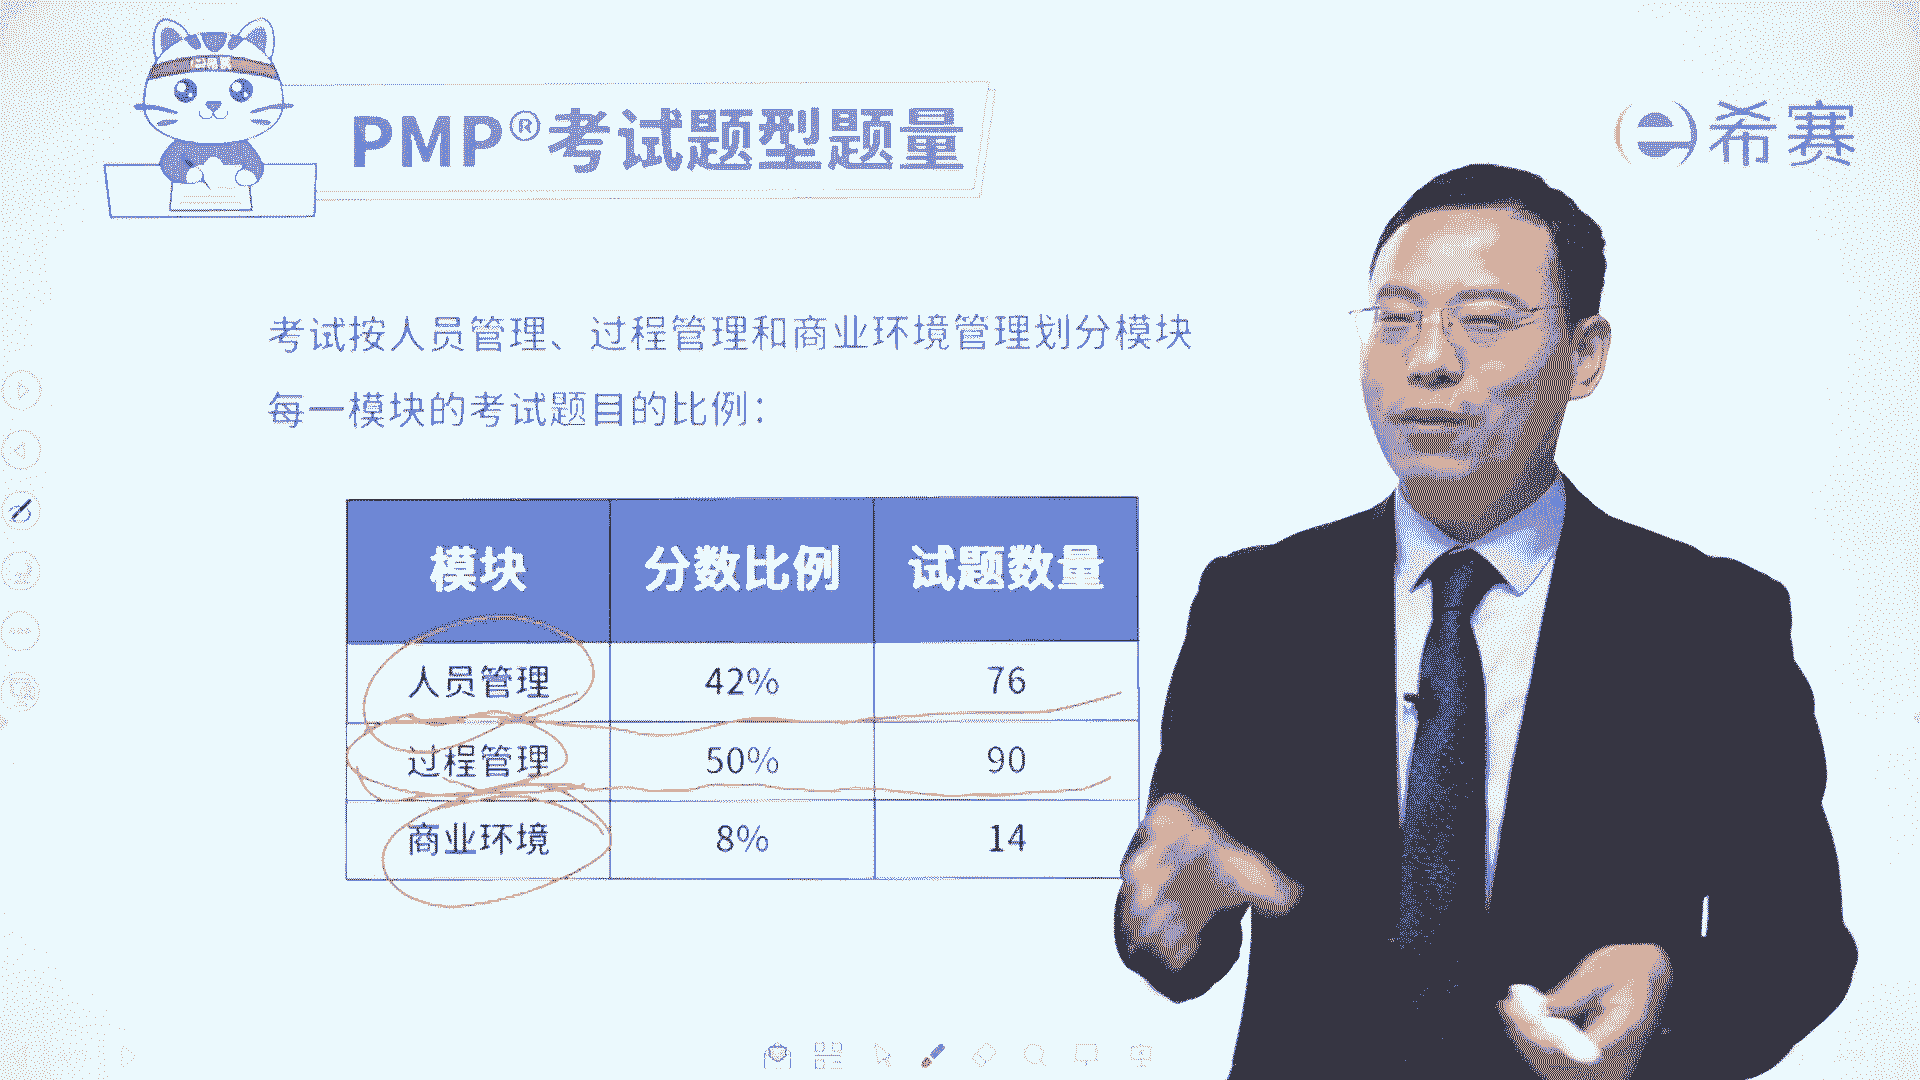 PMP®考试题型题量
希赛
考试按人员管理、过程管理和商业环境管理划分模块
每一模块的考试题目的比例：
模块 分数比例 试题数量
人员管理 42% 76
过程管理 50% 90
商业环境 8% 14